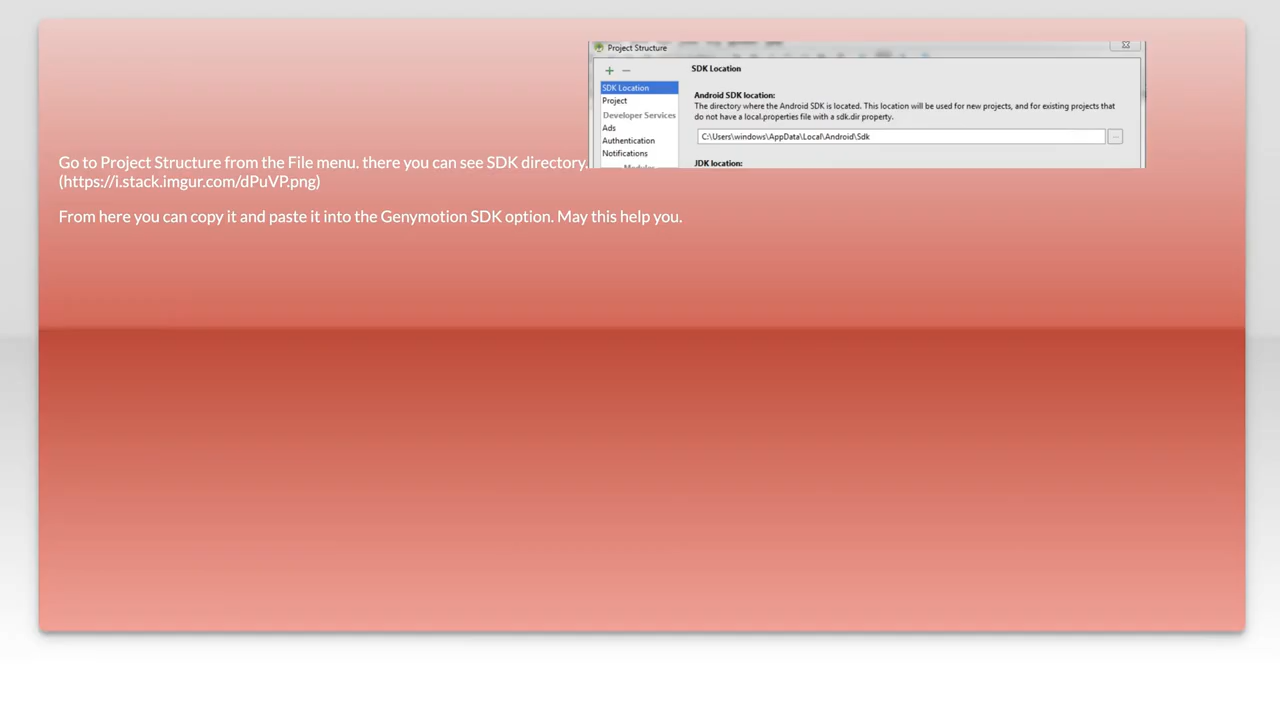 Project Structure
SDK Location
SDK Location
Project
Developer Services
Ads
Authentication
Notifications
Android SDK location:
The directory where the Android SDK is located. This location will be used for new projects, and for existing projects that
do not have a local.properties file with a sdk.dir property.
C:\Users\windows\AppData\Local\Android\Sdk
...
JDK location:
Go to Project Structure from the File menu. there you can see SDK directory.
(https://i.stack.imgur.com/dPuVP.png)
From here you can copy it and paste it into the Genymotion SDK option. May this help you.